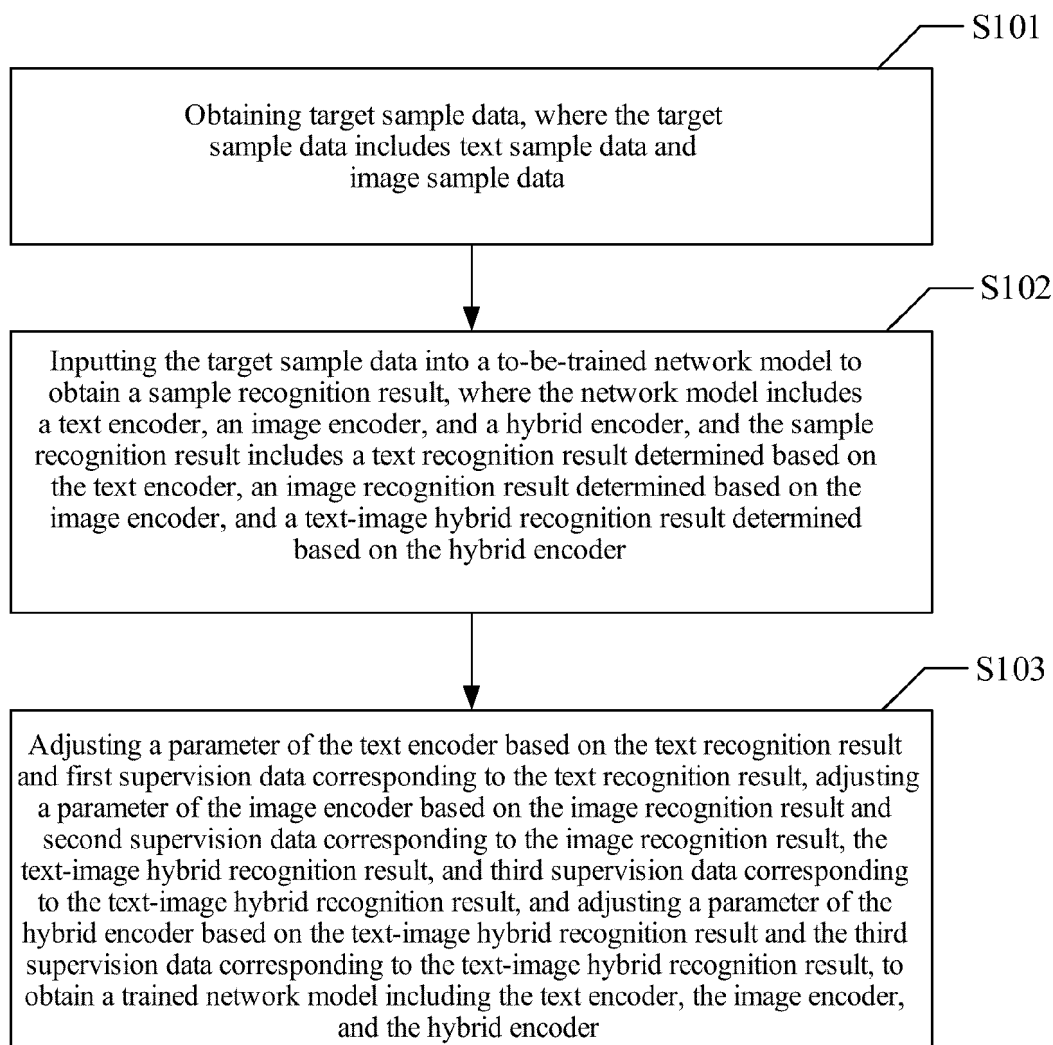 S101
Obtaining target sample data, where the target
sample data includes text sample data and
image sample data
S102
Inputting the target sample data into a to-be-trained network model to
obtain a sample recognition result, where the network model includes
a text encoder, an image encoder, and a hybrid encoder, and the sample
recognition result includes a text recognition result determined based on
the text encoder, an image recognition result determined based on the
image encoder, and a text-image hybrid recognition result determined
based on the hybrid encoder
S103
Adjusting a parameter of the text encoder based on the text recognition result
and first supervision data corresponding to the text recognition result, adjusting
a parameter of the image encoder based on the image recognition result and
second supervision data corresponding to the image recognition result, the
text-image hybrid recognition result, and third supervision data corresponding
to the text-image hybrid recognition result, and adjusting a parameter of the
hybrid encoder based on the text-image hybrid recognition result and the third
supervision data corresponding to the text-image hybrid recognition result, to
obtain a trained network model including the text encoder, the image encoder,
and the hybrid encoder